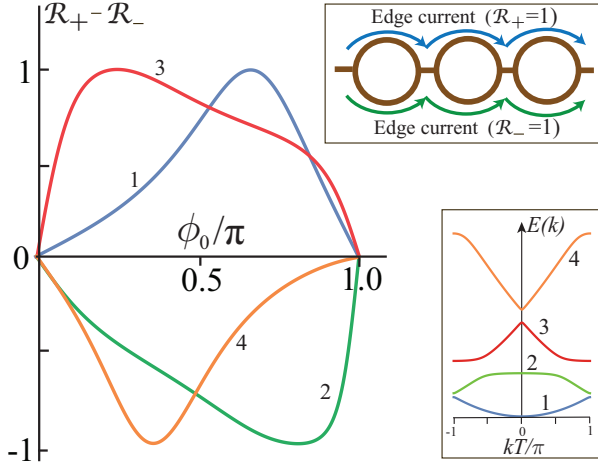 ℛ₊ - ℛ₋
1
0
-1
0.5
1.0
ϕ₀/π
1
2
3
4
Edge current (ℛ₊=1)
Edge current (ℛ₋=1)
E(k)
4
3
2
1
-1
0
1
kT/π